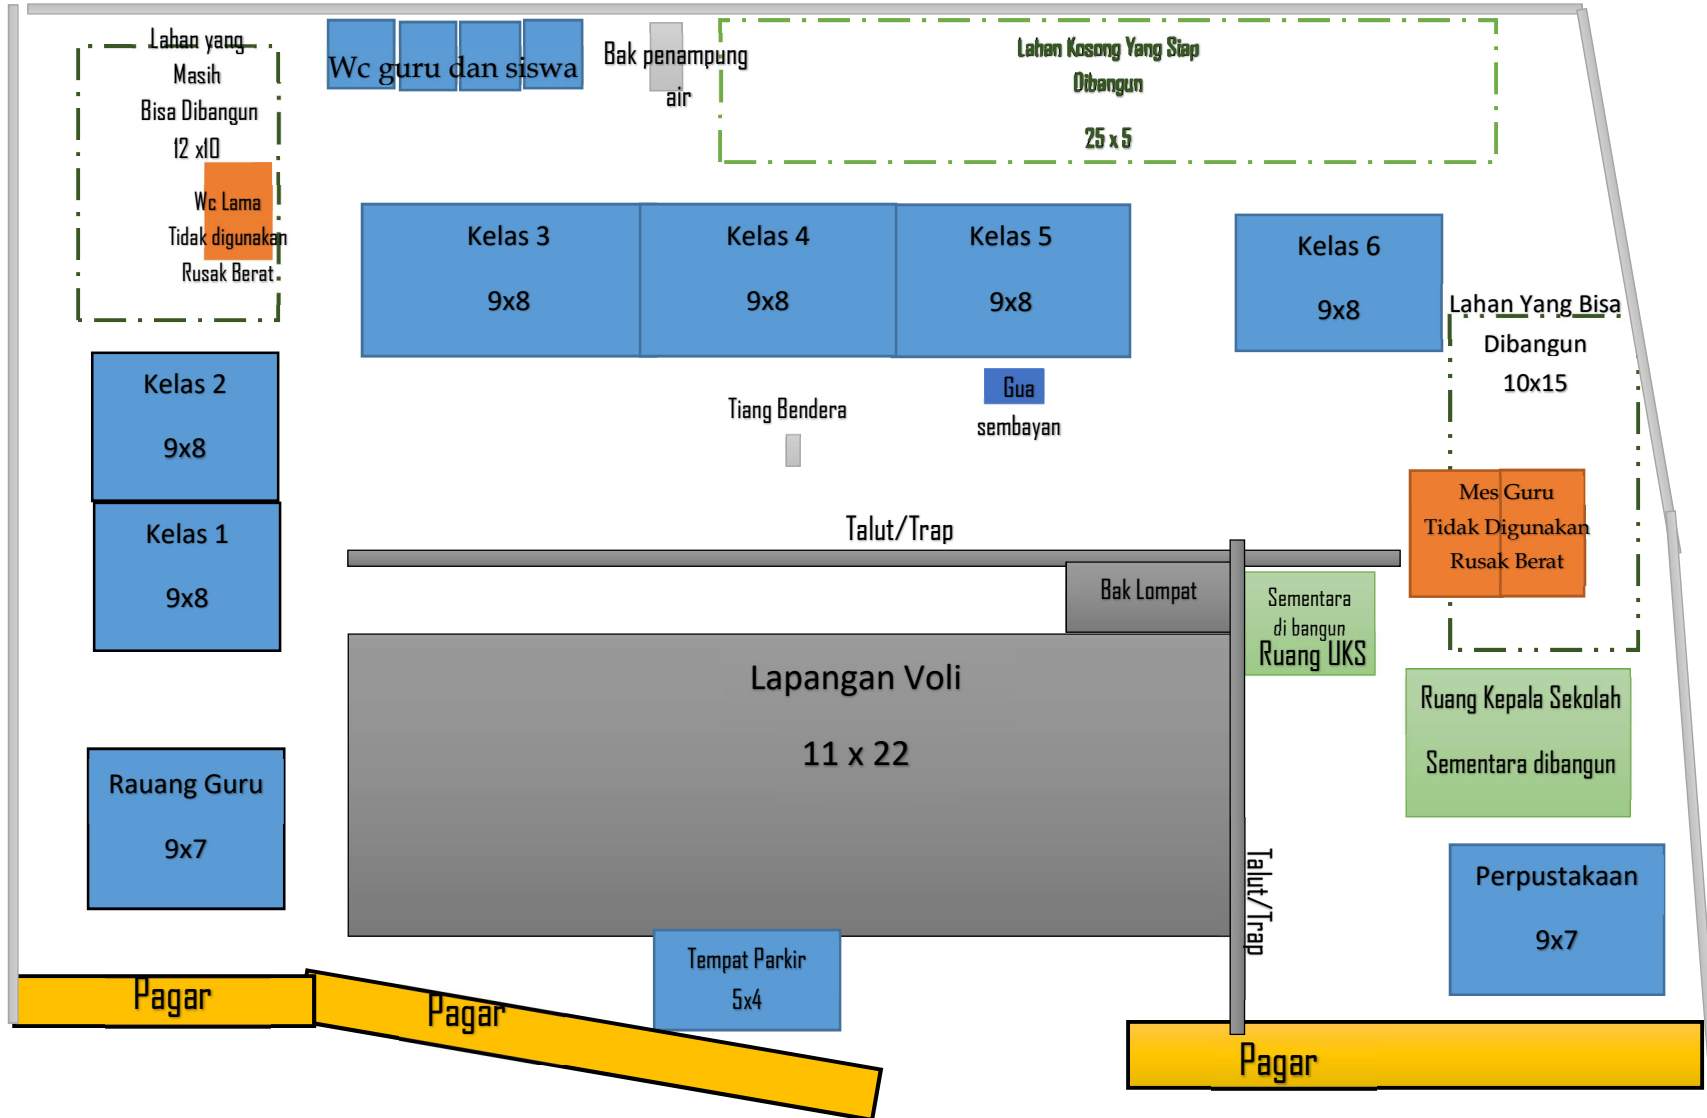 Lahan yang
Masih
Bisa Dibangun
12 x10
Wc Lama
Tidak digunakan
Rusak Berat
Wc guru dan siswa
Bak penampung
air
Lahan Kosong Yang Siap
Dibangun
25 x 5
Kelas 3
9x8
Kelas 4
9x8
Kelas 5
9x8
Kelas 6
9x8
Lahan Yang Bisa
Dibangun
10x15
Kelas 2
9x8
Tiang Bendera
Gua
sembayan
Kelas 1
9x8
Talut/Trap
Mes Guru
Tidak Digunakan
Rusak Berat
Bak Lompat
Sementara
di bangun
Ruang UKS
Lapangan Voli
11 x 22
Ruang Kepala Sekolah
Sementara dibangun
Rauang Guru
9x7
Talut/Trap
Perpustakaan
9x7
Tempat Parkir
5x4
Pagar
Pagar
Pagar